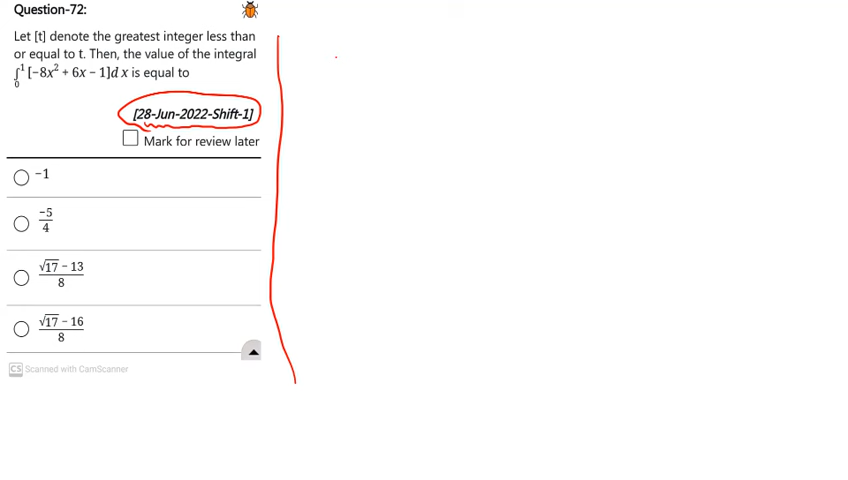 Question-72:
Let [t] denote the greatest integer less than
or equal to t. Then, the value of the integral
∫₀¹ [−8x² + 6x − 1]d x is equal to
[28-Jun-2022-Shift-1]
Mark for review later
−1
−5/4
(√17 − 13)/8
(√17 − 16)/8
CS Scanned with CamScanner